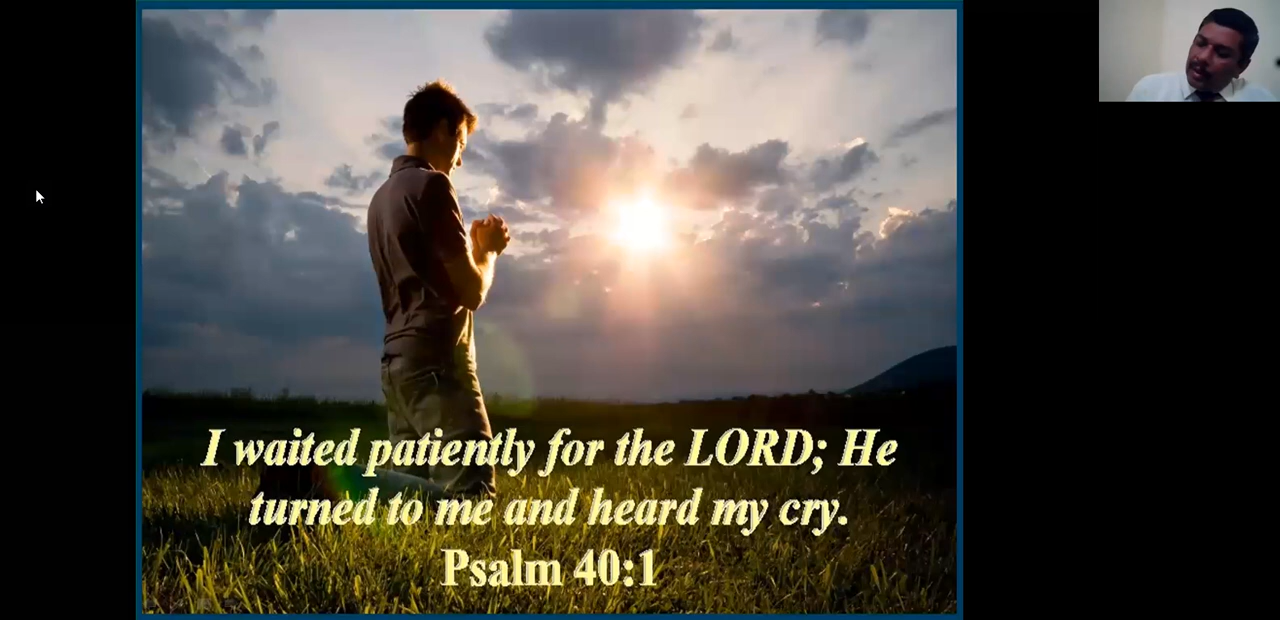 I waited patiently for the LORD; He
turned to me and heard my cry.
Psalm 40:1